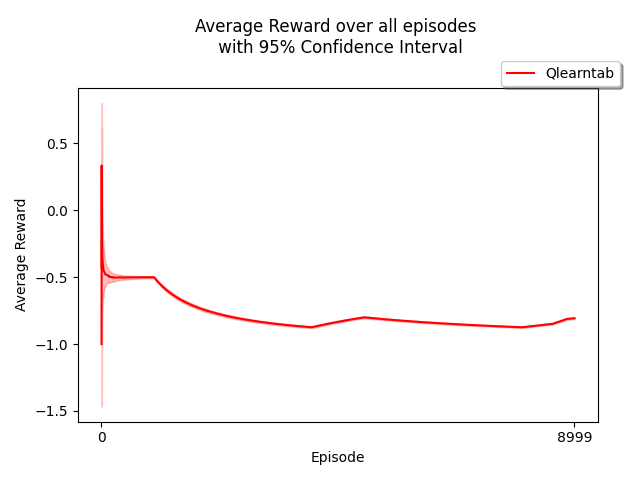 Average Reward over all episodes
with 95% Confidence Interval
Qlearntab
Average Reward
0.5
0.0
−0.5
−1.0
−1.5
0
8999
Episode